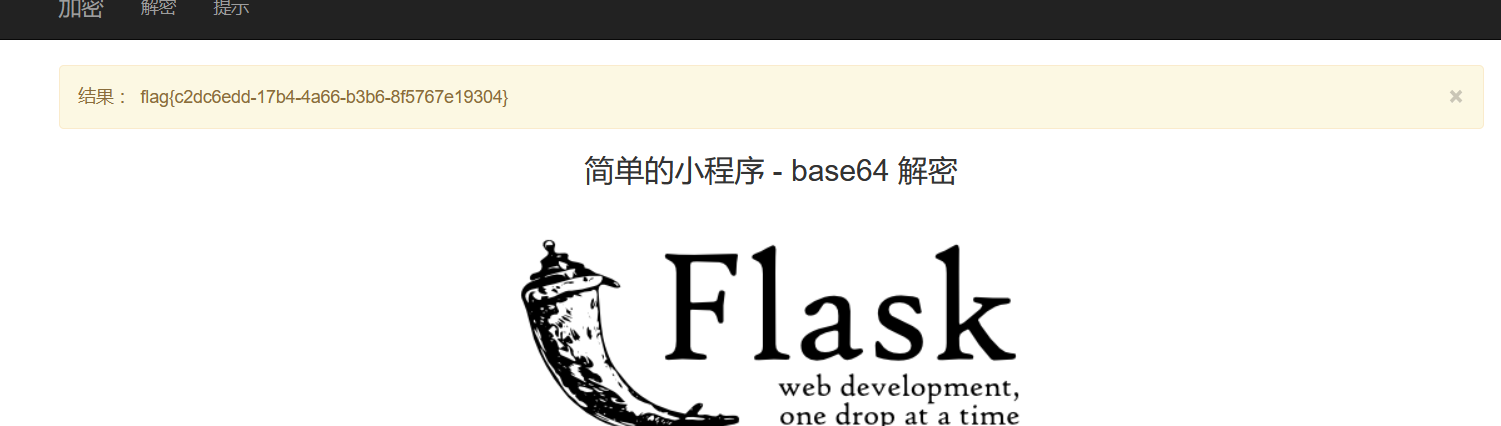 加密 解密 提示
结果： flag{c2dc6edd-17b4-4a66-b3b6-8f5767e19304} ×
简单的小程序 - base64 解密
Flask
web development,
one drop at a time